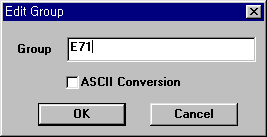 Edit Group
Group E71
ASCII Conversion
OK Cancel